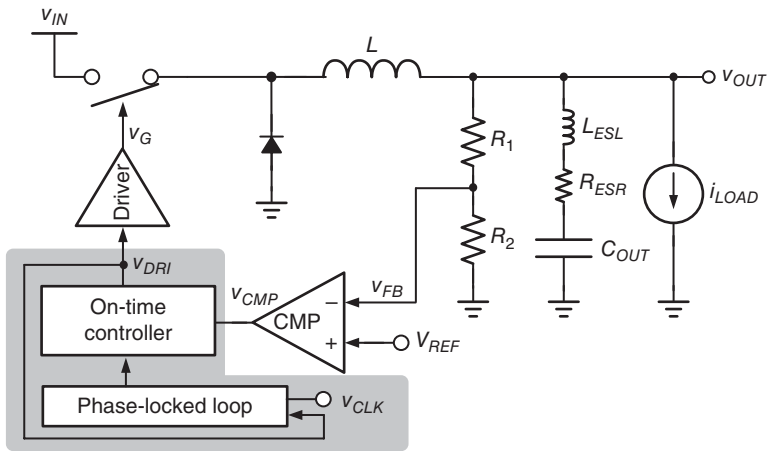 v_IN
L
v_OUT
v_G
R_1
L_ESL
Driver
R_ESR
i_LOAD
R_2
C_OUT
v_DRI
v_CMP
v_FB
On-time
controller
CMP
−
+
V_REF
Phase-locked loop
v_CLK